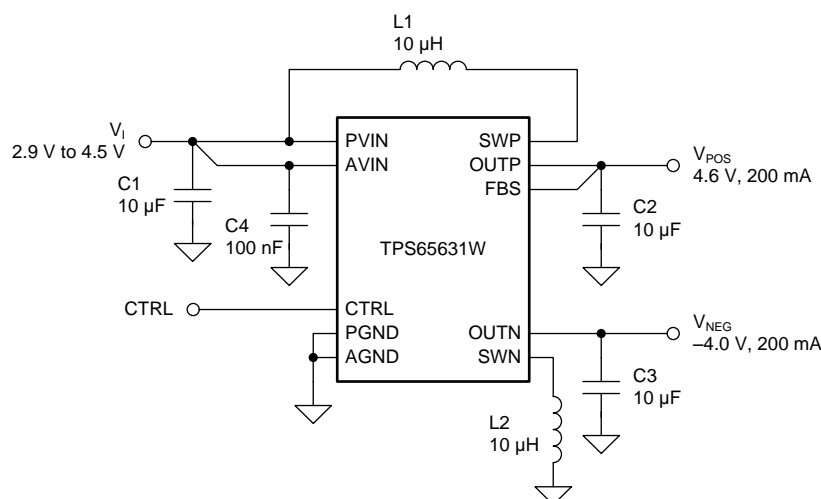 L1
10 µH
VI
2.9 V to 4.5 V
PVIN
SWP
AVIN
OUTP
FBS
VPOS
4.6 V, 200 mA
C1
10 µF
C4
100 nF
C2
10 µF
TPS65631W
CTRL
CTRL
PGND
AGND
OUTN
SWN
VNEG
–4.0 V, 200 mA
C3
10 µF
L2
10 µH